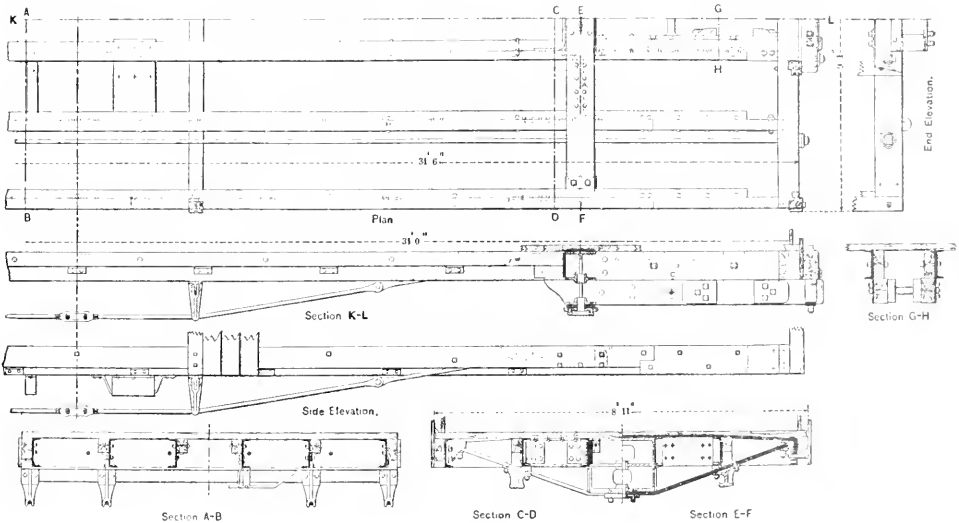 A
C
E
G
K
L
H
End Elevation.
31' 6"
B
Plan
D
F
31' 0"
Section K-L
Section G-H
Side Elevation.
8' 11"
Section A-B
Section C-D
Section E-F